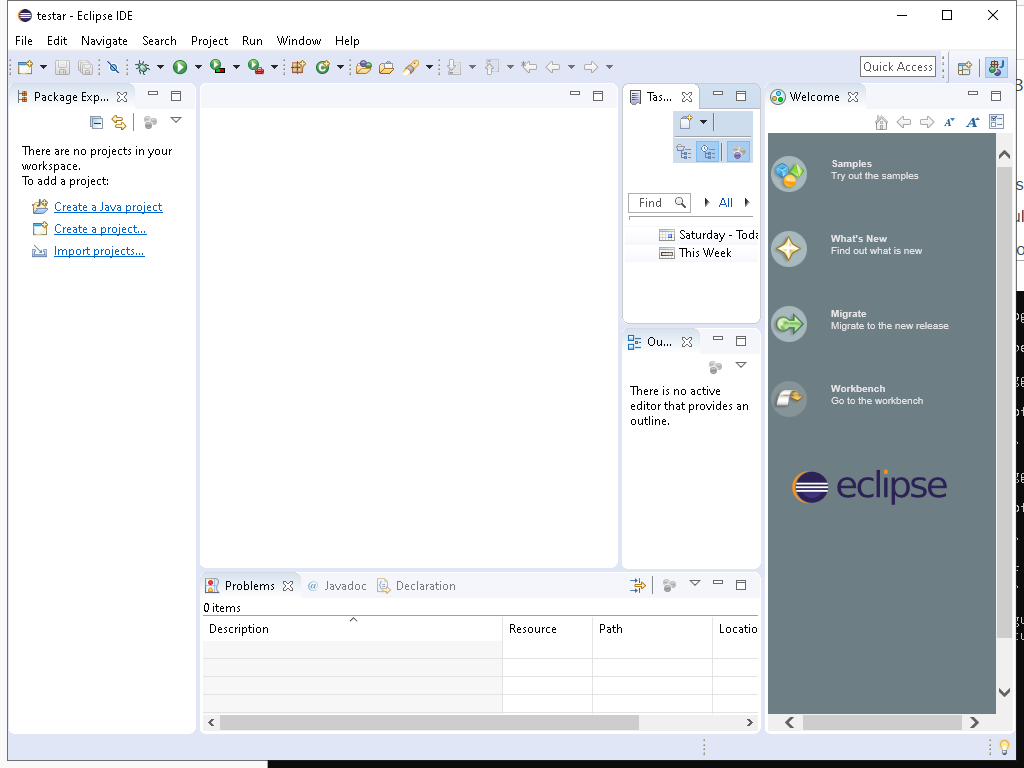 testar - Eclipse IDE
File Edit Navigate Search Project Run Window Help
Quick Access
Package Exp...
There are no projects in your
workspace.
To add a project:
Create a Java project
Create a project...
Import projects...
Tas...
Find
All
Saturday - Toda
This Week
Ou...
There is no active
editor that provides an
outline.
Welcome
Samples
Try out the samples
What's New
Find out what is new
Migrate
Migrate to the new release
Workbench
Go to the workbench
eclipse
Problems @ Javadoc Declaration
0 items
Description Resource Path Locatio